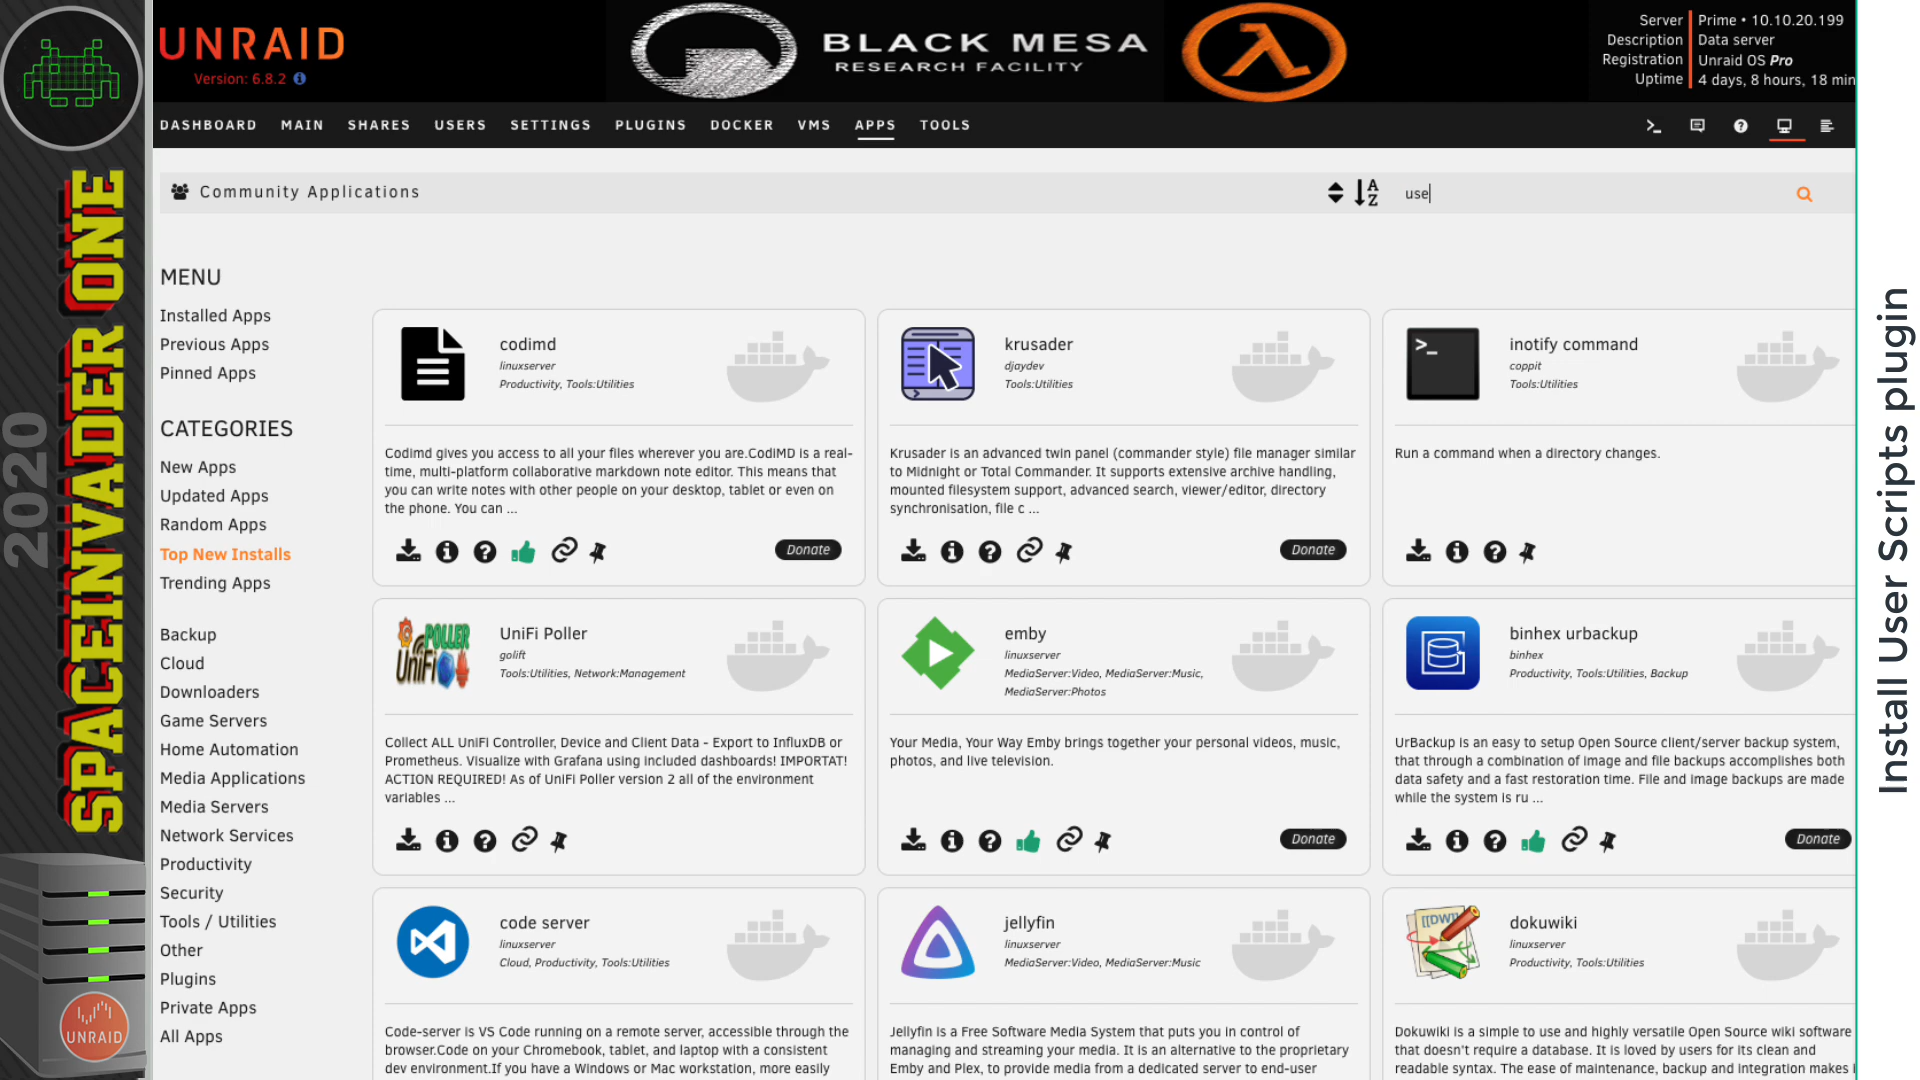 2020
SPACEINVADER ONE
UNRAID
UNRAID
Version: 6.8.2
BLACK MESA
RESEARCH FACILITY
Server Prime • 10.10.20.199
Description Data server
Registration Unraid OS Pro
Uptime 4 days, 8 hours, 18 min
DASHBOARD MAIN SHARES USERS SETTINGS PLUGINS DOCKER VMS APPS TOOLS
Community Applications
A
Z
use
MENU
Installed Apps
Previous Apps
Pinned Apps
CATEGORIES
New Apps
Updated Apps
Random Apps
Top New Installs
Trending Apps
Backup
Cloud
Downloaders
Game Servers
Home Automation
Media Applications
Media Servers
Network Services
Productivity
Security
Tools / Utilities
Other
Plugins
Private Apps
All Apps
codimd
linuxserver
Productivity, Tools:Utilities
Codimd gives you access to all your files wherever you are.CodiMD is a real-
time, multi-platform collaborative markdown note editor. This means that
you can write notes with other people on your desktop, tablet or even on
the phone. You can ...
Donate
krusader
djaydev
Tools:Utilities
Krusader is an advanced twin panel (commander style) file manager similar
to Midnight or Total Commander. It supports extensive archive handling,
mounted filesystem support, advanced search, viewer/editor, directory
synchronisation, file c ...
Donate
inotify command
coppit
Tools:Utilities
Run a command when a directory changes.
POLLER
UniFi
UniFi Poller
golift
Tools:Utilities, Network:Management
Collect ALL UniFi Controller, Device and Client Data - Export to InfluxDB or
Prometheus. Visualize with Grafana using included dashboards! IMPORTAT!
ACTION REQUIRED! As of UniFi Poller version 2 all of the environment
variables ...
emby
linuxserver
MediaServer:Video, MediaServer:Music,
MediaServer:Photos
Your Media, Your Way Emby brings together your personal videos, music,
photos, and live television.
Donate
binhex urbackup
binhex
Productivity, Tools:Utilities, Backup
UrBackup is an easy to setup Open Source client/server backup system,
that through a combination of image and file backups accomplishes both
data safety and a fast restoration time. File and image backups are made
while the system is ru ...
Donate
code server
linuxserver
Cloud, Productivity, Tools:Utilities
Code-server is VS Code running on a remote server, accessible through the
browser.Code on your Chromebook, tablet, and laptop with a consistent
dev environment.If you have a Windows or Mac workstation, more easily
jellyfin
linuxserver
MediaServer:Video, MediaServer:Music
Jellyfin is a Free Software Media System that puts you in control of
managing and streaming your media. It is an alternative to the proprietary
Emby and Plex, to provide media from a dedicated server to end-user
[[DW]]
dokuwiki
linuxserver
Productivity, Tools:Utilities
Dokuwiki is a simple to use and highly versatile Open Source wiki software
that doesn't require a database. It is loved by users for its clean and
readable syntax. The ease of maintenance, backup and integration makes
Install User Scripts plugin